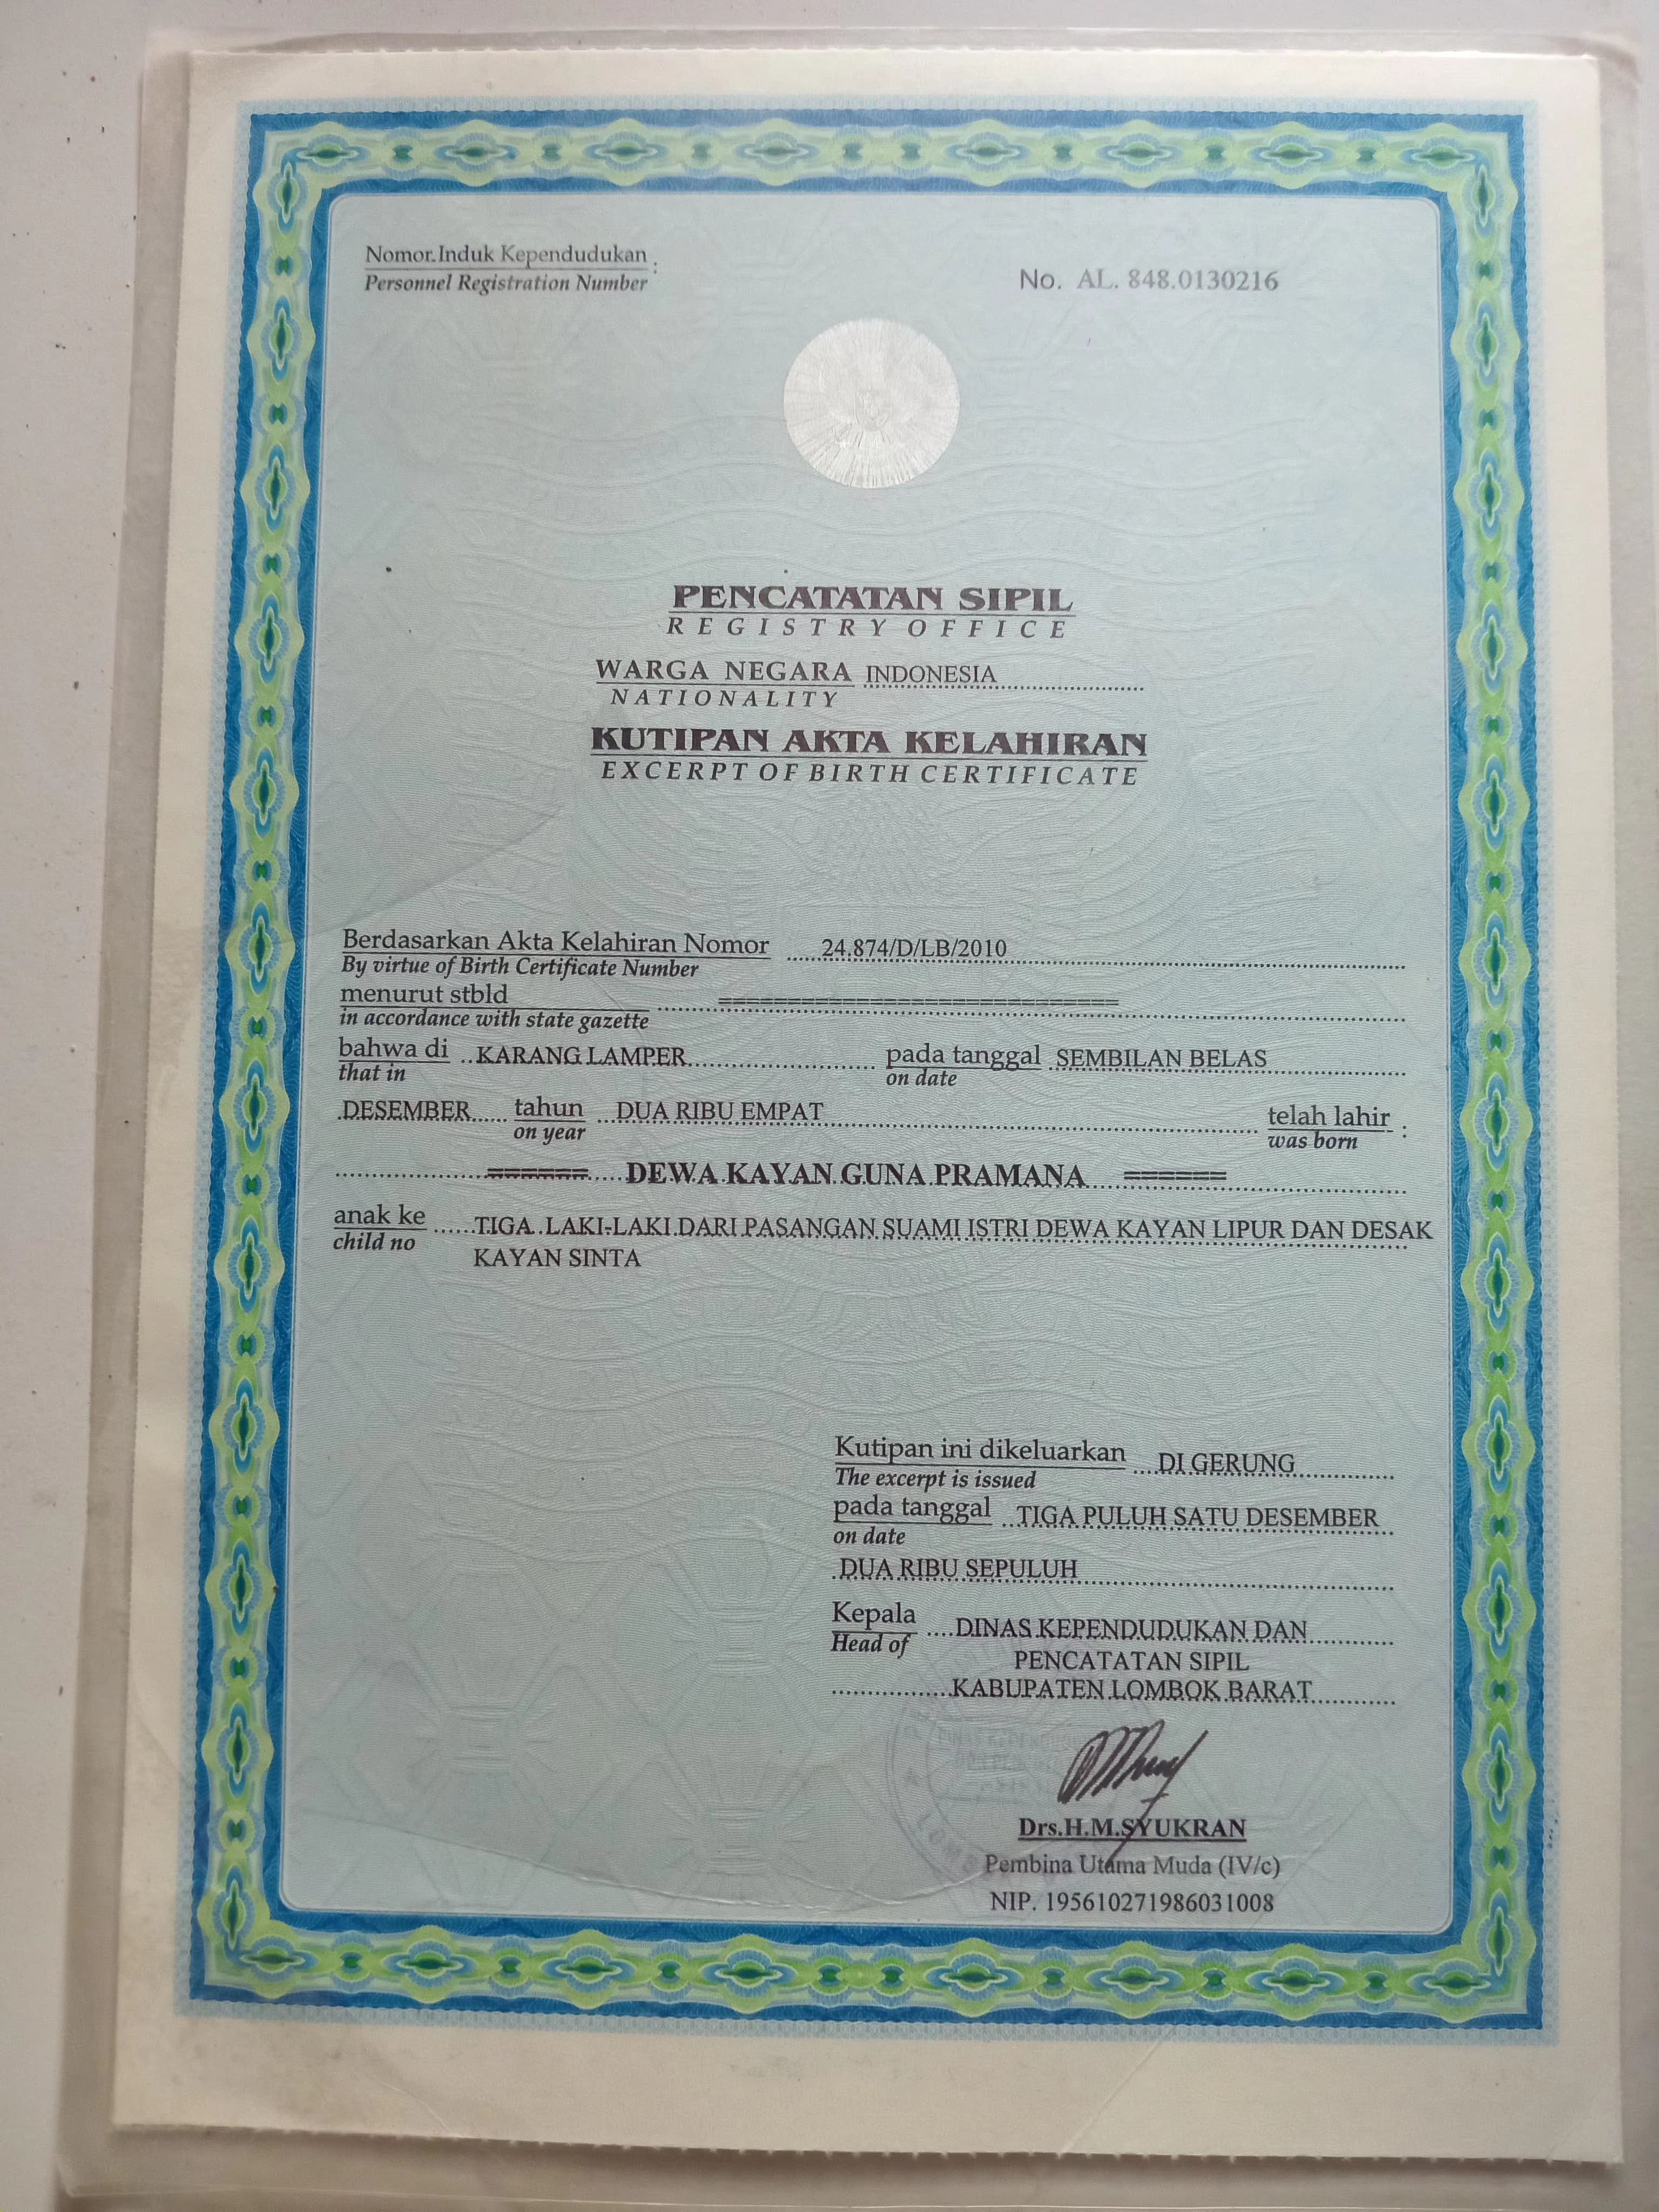 Nomor Induk Kependudukan :
Personnel Registration Number
No. AL. 848.0130216
PENCATATAN SIPIL
REGISTRY OFFICE
WARGA NEGARA INDONESIA
NATIONALITY
KUTIPAN AKTA KELAHIRAN
EXCERPT OF BIRTH CERTIFICATE
Berdasarkan Akta Kelahiran Nomor 24.874/D/LB/2010
By virtue of Birth Certificate Number
menurut stbld ==============================
in accordance with state gazette
bahwa di KARANG LAMPER pada tanggal SEMBILAN BELAS
that in on date
DESEMBER tahun DUA RIBU EMPAT telah lahir :
on year was born
====== DEWA KAYAN GUNA PRAMANA ======
anak ke TIGA LAKI-LAKI DARI PASANGAN SUAMI ISTRI DEWA KAYAN LIPUR DAN DESAK
child no
KAYAN SINTA
Kutipan ini dikeluarkan DI GERUNG
The excerpt is issued
pada tanggal TIGA PULUH SATU DESEMBER
on date
DUA RIBU SEPULUH
Kepala DINAS KEPENDUDUKAN DAN
Head of
PENCATATAN SIPIL
KABUPATEN LOMBOK BARAT
Drs.H.M.SYUKRAN
Pembina Utama Muda (IV/c)
NIP. 195610271986031008